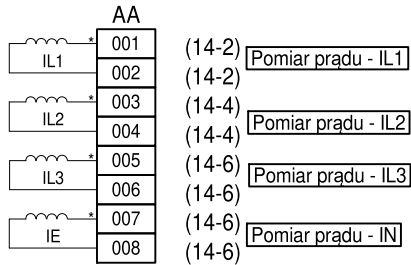 AA
* 001 (14-2)
IL1 Pomiar prądu - IL1
002 (14-2)
* 003 (14-4)
IL2 Pomiar prądu - IL2
004 (14-4)
* 005 (14-6)
IL3 Pomiar prądu - IL3
006 (14-6)
* 007 (14-6)
IE Pomiar prądu - IN
008 (14-6)